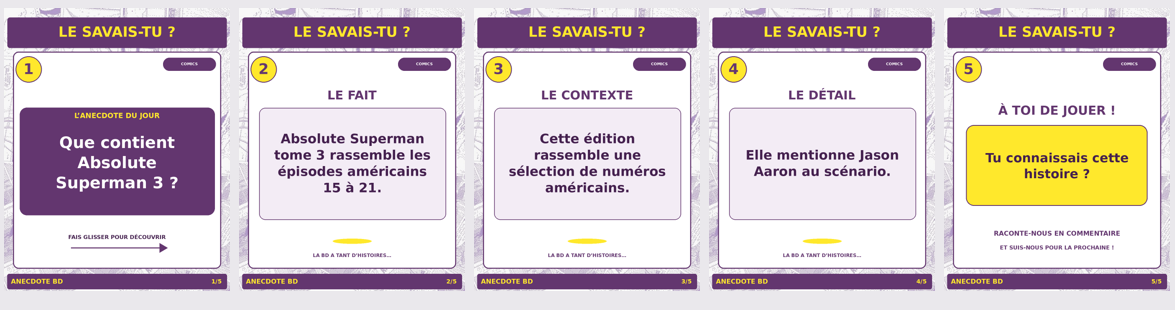 LE SAVAIS-TU ?
1
COMICS
L'ANECDOTE DU JOUR
Que contient
Absolute
Superman 3 ?
FAIS GLISSER POUR DÉCOUVRIR
ANECDOTE BD
1/5
LE SAVAIS-TU ?
2
COMICS
LE FAIT
Absolute Superman
tome 3 rassemble les
épisodes américains
15 à 21.
LA BD A TANT D'HISTOIRES...
ANECDOTE BD
2/5
LE SAVAIS-TU ?
3
COMICS
LE CONTEXTE
Cette édition
rassemble une
sélection de numéros
américains.
LA BD A TANT D'HISTOIRES...
ANECDOTE BD
3/5
LE SAVAIS-TU ?
4
COMICS
LE DÉTAIL
Elle mentionne Jason
Aaron au scénario.
LA BD A TANT D'HISTOIRES...
ANECDOTE BD
4/5
LE SAVAIS-TU ?
5
COMICS
À TOI DE JOUER !
Tu connaissais cette
histoire ?
RACONTE-NOUS EN COMMENTAIRE
ET SUIS-NOUS POUR LA PROCHAINE !
ANECDOTE BD
5/5